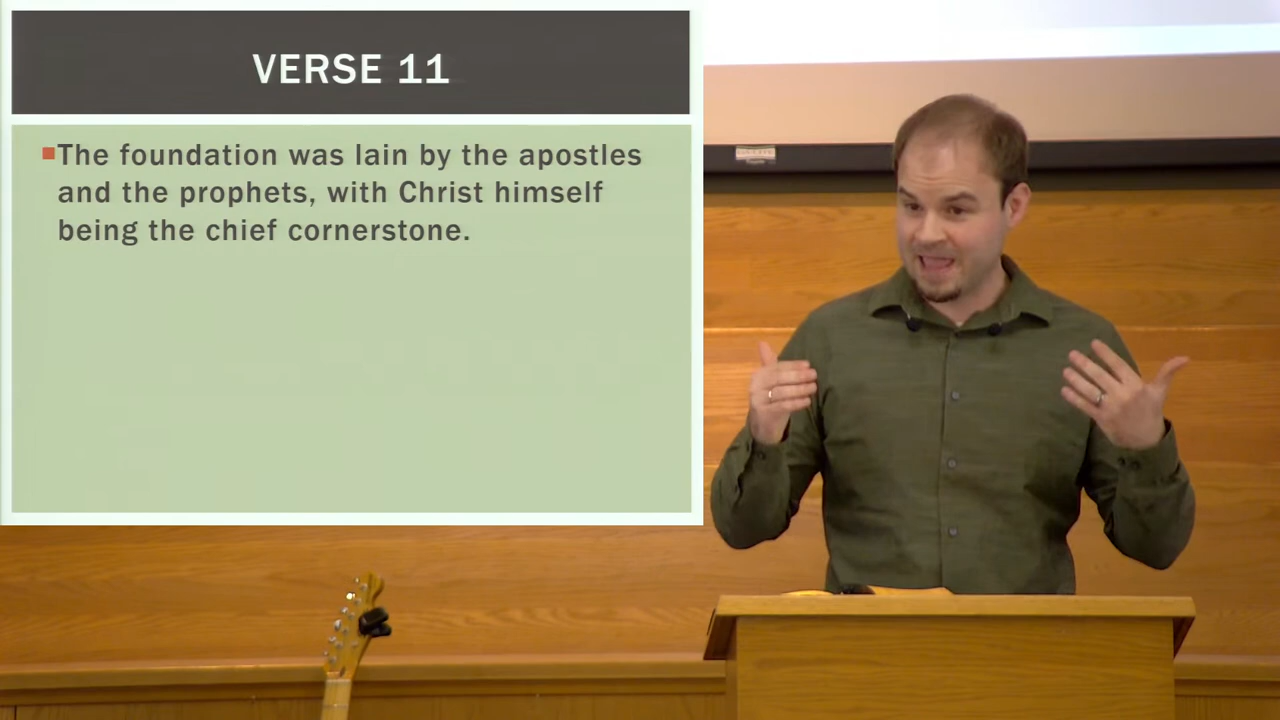 VERSE 11
The foundation was lain by the apostles
and the prophets, with Christ himself
being the chief cornerstone.